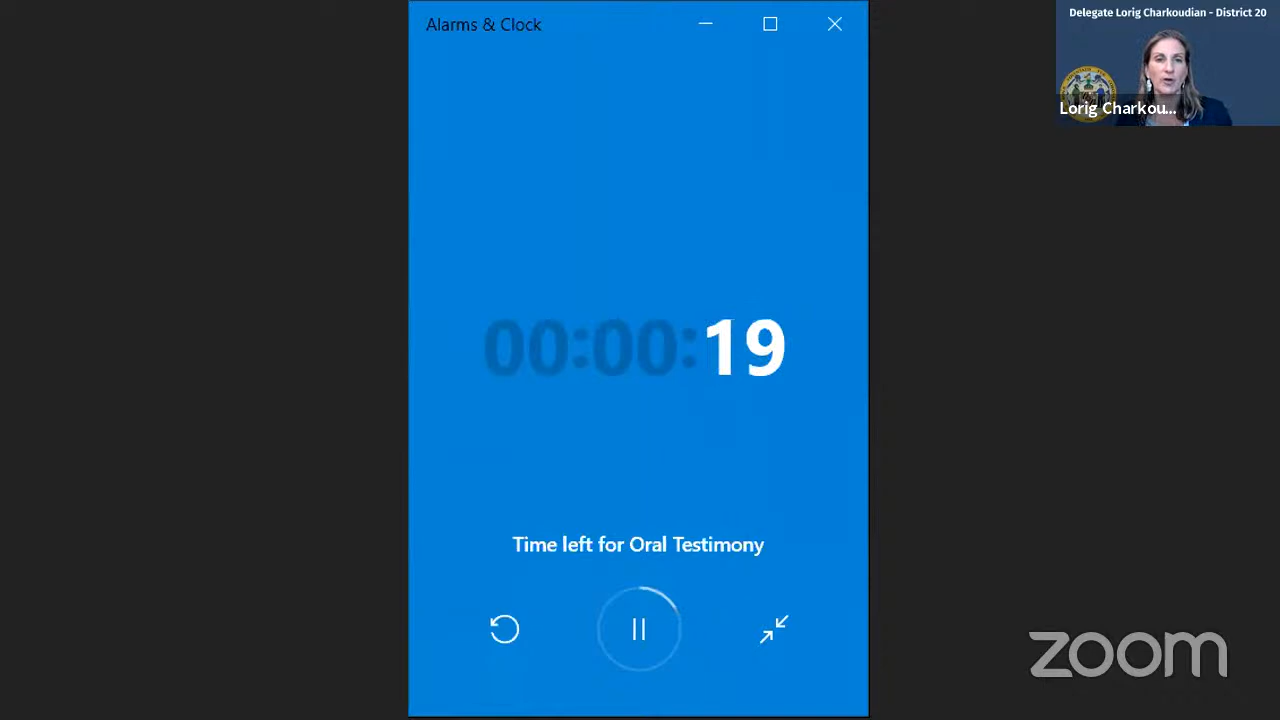 Alarms & Clock
Delegate Lorig Charkoudian - District 20
Lorig Charkou...
00:00:19
Time left for Oral Testimony
zoom